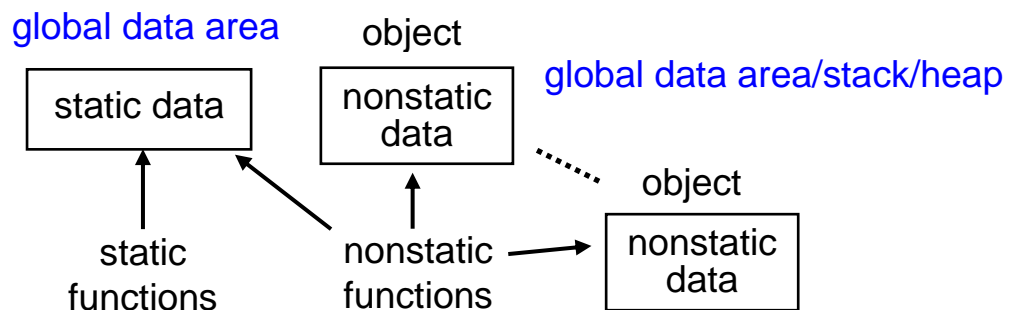 global data area
object
global data area/stack/heap
static data
nonstatic
data
object
static
functions
nonstatic
functions
nonstatic
data